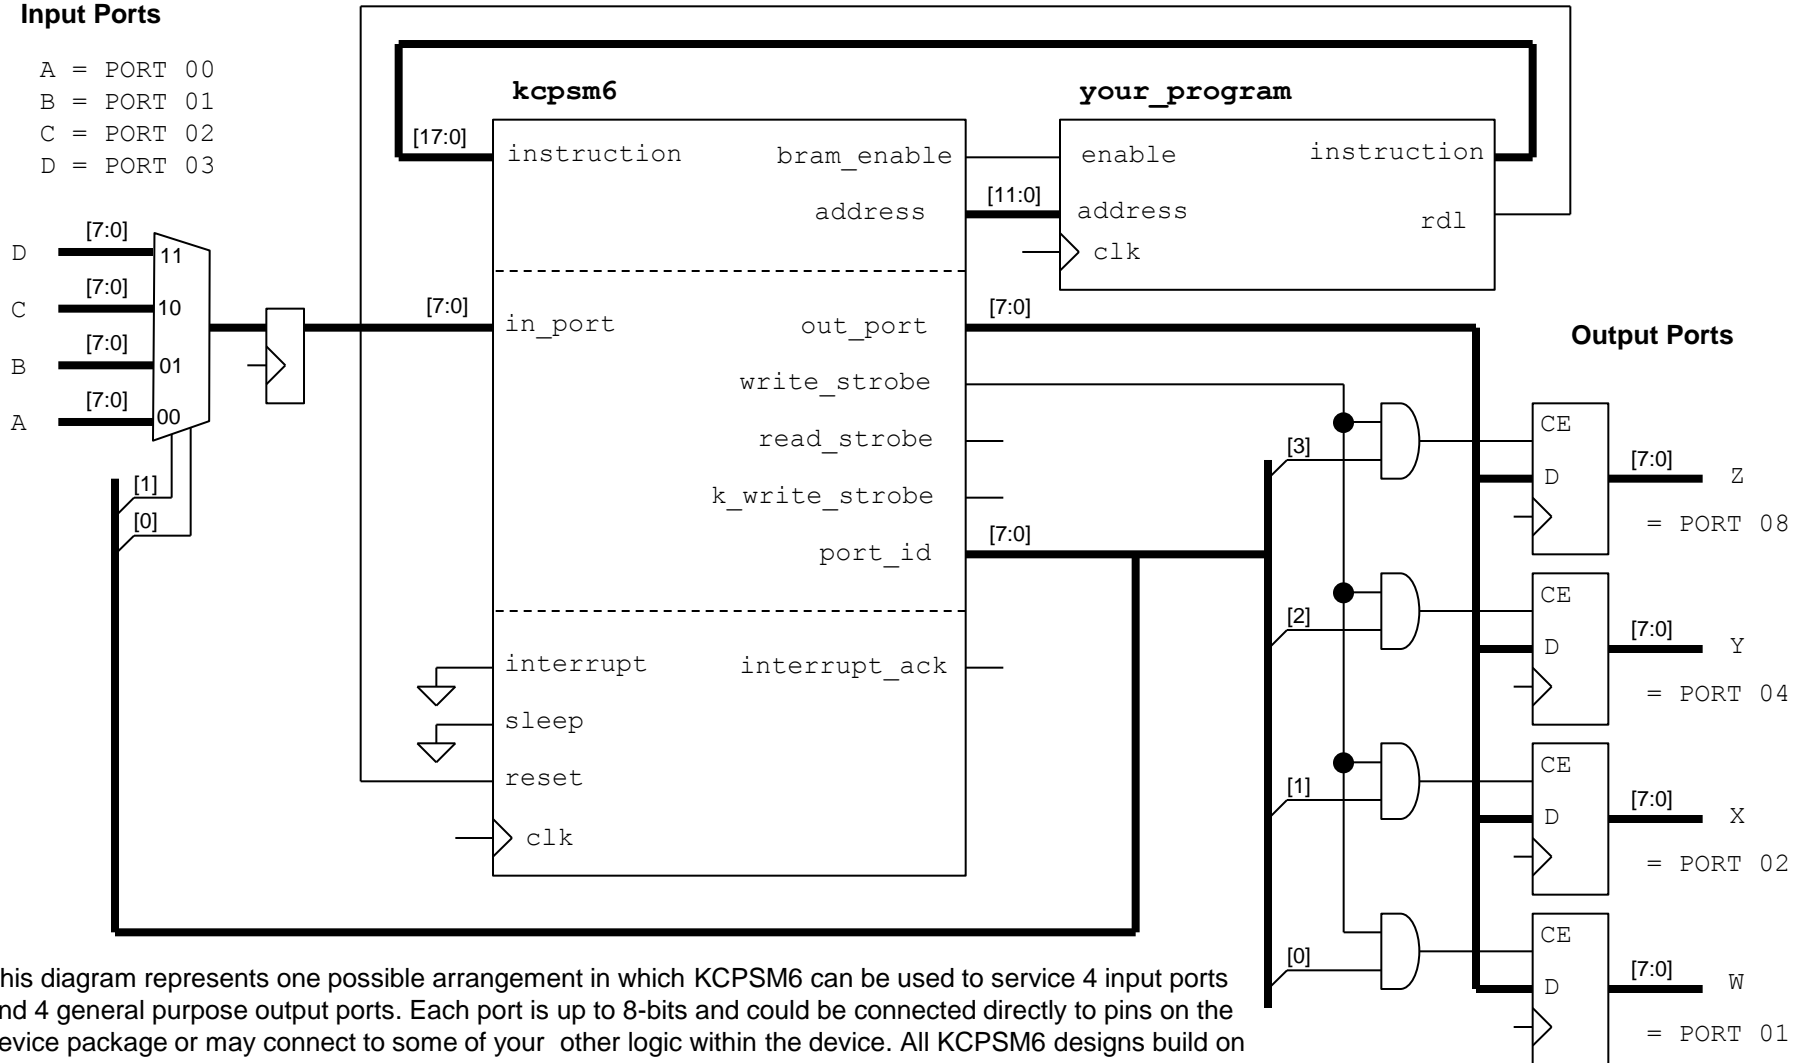 Input Ports
A = PORT 00
B = PORT 01
C = PORT 02
D = PORT 03
kcpsm6
your_program
[17:0]
instruction
bram_enable
address
[11:0]
enable
address
clk
instruction
rdl
D
[7:0]
11
C
[7:0]
10
B
[7:0]
01
A
[7:0]
00
[1]
[0]
[7:0]
in_port
out_port
[7:0]
write_strobe
read_strobe
k_write_strobe
port_id
[7:0]
interrupt
interrupt_ack
sleep
reset
clk
Output Ports
[3]
CE
D
[7:0]
Z
= PORT 08
[2]
CE
D
[7:0]
Y
= PORT 04
[1]
CE
D
[7:0]
X
= PORT 02
[0]
CE
D
[7:0]
W
= PORT 01
his diagram represents one possible arrangement in which KCPSM6 can be used to service 4 input ports
nd 4 general purpose output ports. Each port is up to 8-bits and could be connected directly to pins on the
evice package or may connect to some of your other logic within the device. All KCPSM6 designs build on